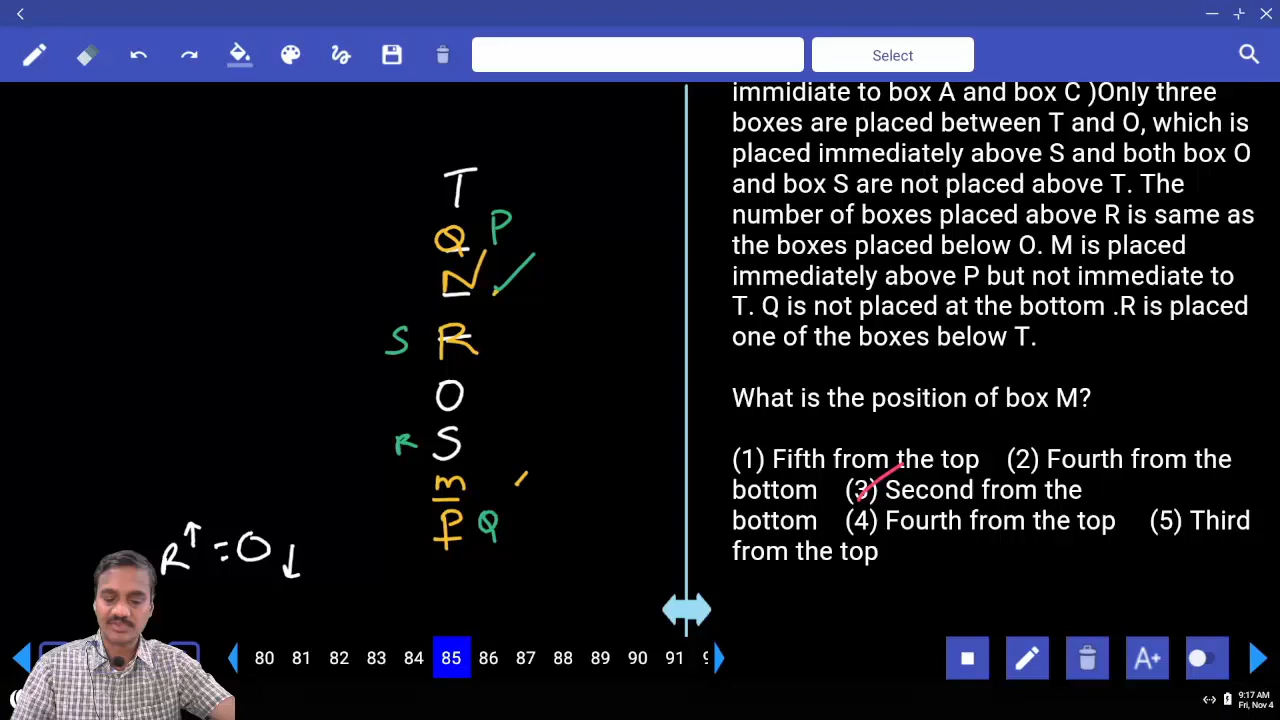 Select
immidiate to box A and box C )Only three
boxes are placed between T and O, which is
placed immediately above S and both box O
and box S are not placed above T. The
number of boxes placed above R is same as
the boxes placed below O. M is placed
immediately above P but not immediate to
T. Q is not placed at the bottom .R is placed
one of the boxes below T.
What is the position of box M?
(1) Fifth from the top (2) Fourth from the
bottom (3) Second from the
bottom (4) Fourth from the top (5) Third
from the top
T
Q P
N
S R
O
R S
m
P Q
R↑ = O↓
80 81 82 83 84 85 86 87 88 89 90 91
A+
9:17 AM
Fri, Nov 4